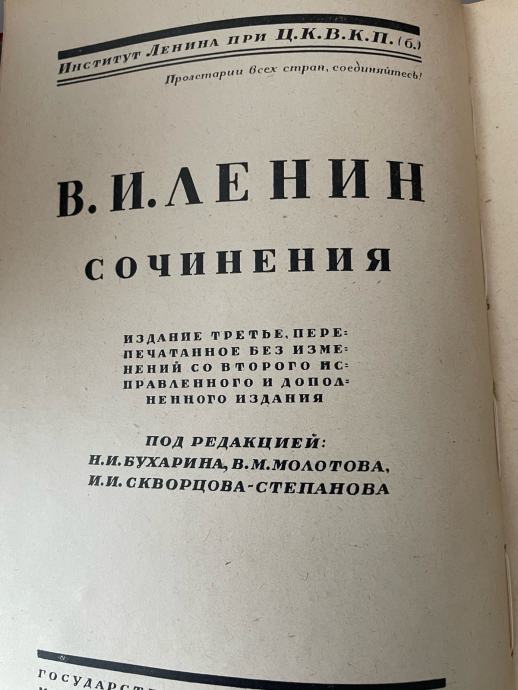 Институт Ленина при Ц.К.В.К.П.(б.)
Пролетарии всех стран, соединяйтесь!
В.И.ЛЕНИН
СОЧИНЕНИЯ
ИЗДАНИЕ ТРЕТЬЕ, ПЕРЕ=
ПЕЧАТАННОЕ БЕЗ ИЗМЕ=
НЕНИЙ СО ВТОРОГО ИС=
ПРАВЛЕННОГО И ДОПОЛ=
НЕННОГО ИЗДАНИЯ
ПОД РЕДАКЦИЕЙ:
Н.И.БУХАРИНА, В.М.МОЛОТОВА,
И.И.СКВОРЦОВА-СТЕПАНОВА